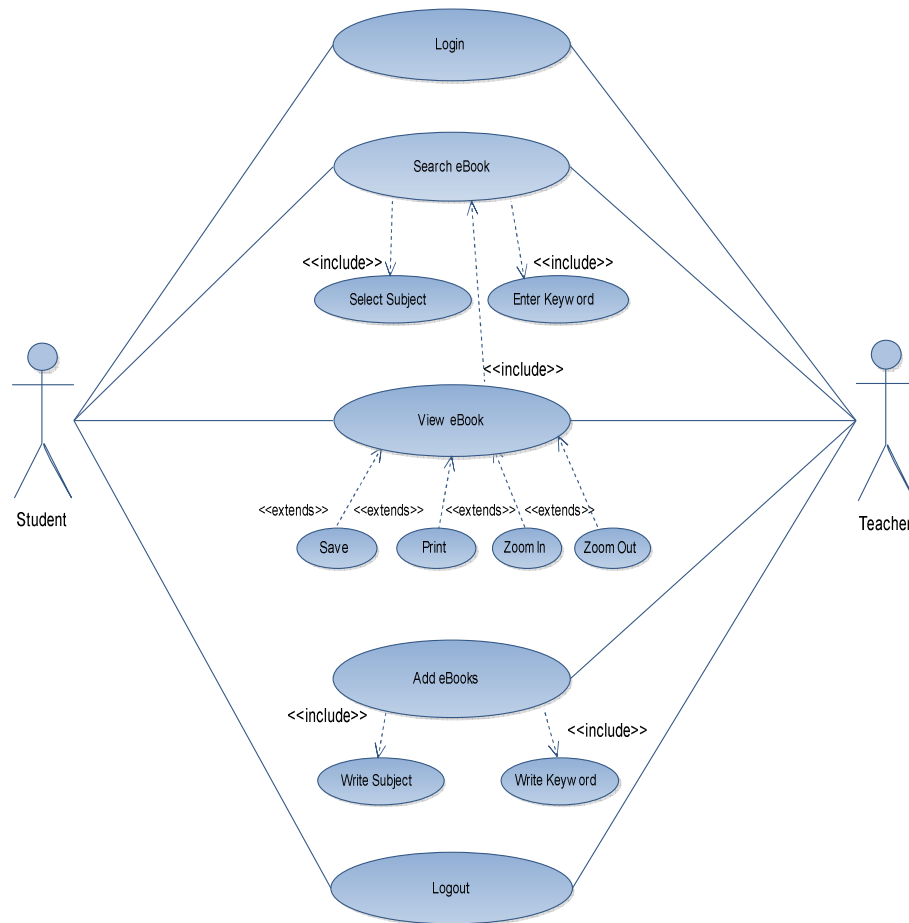 Login
Search eBook
<<include>>
<<include>>
Select Subject
Enter Keyword
<<include>>
View eBook
Student
Teacher
<<extends>>
<<extends>>
<<extends>>
<<extends>>
Save
Print
Zoom In
Zoom Out
Add eBooks
<<include>>
<<include>>
Write Subject
Write Keyword
Logout